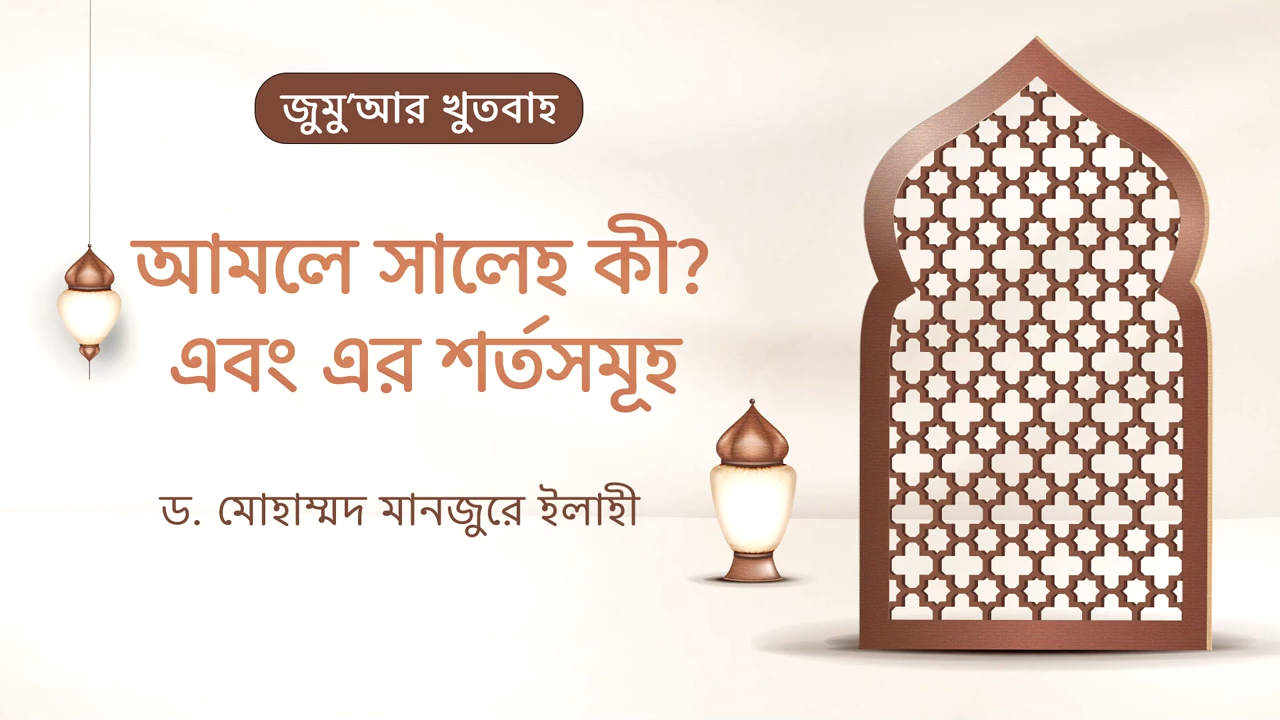 জুমু’আর খুতবাহ
আমলে সালেহ কী?
এবং এর শর্তসমূহ
ড. মোহাম্মদ মানজুরে ইলাহী